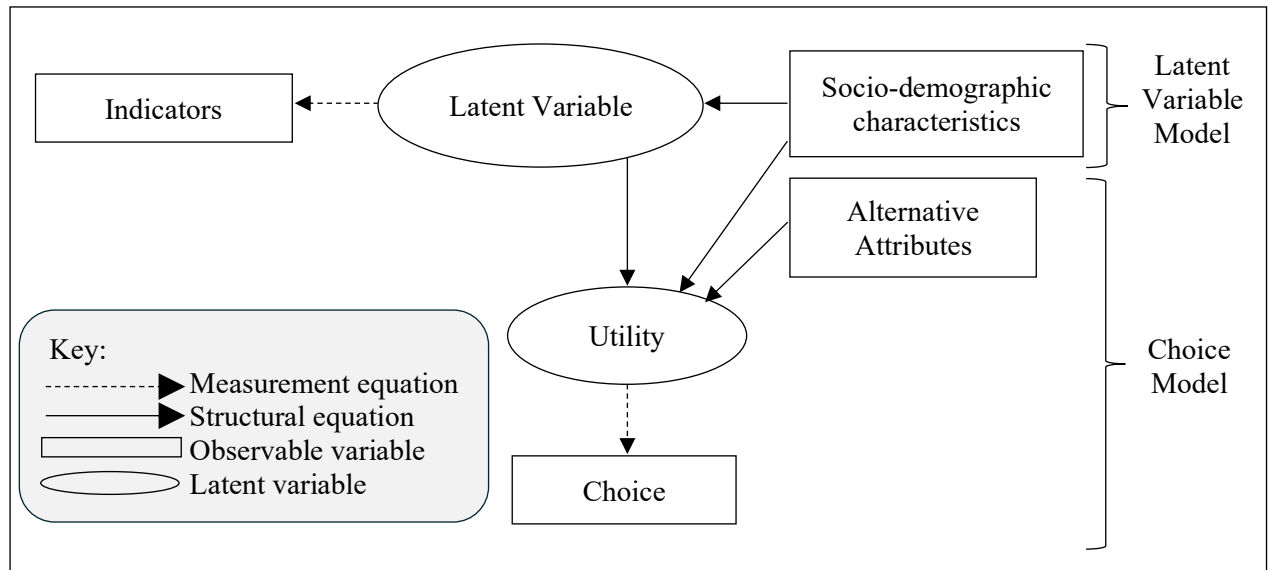 Indicators
Latent Variable
Socio-demographic
characteristics
Latent
Variable
Model
Alternative
Attributes
Utility
Choice
Model
Key:
Measurement equation
Structural equation
Observable variable
Latent variable
Choice